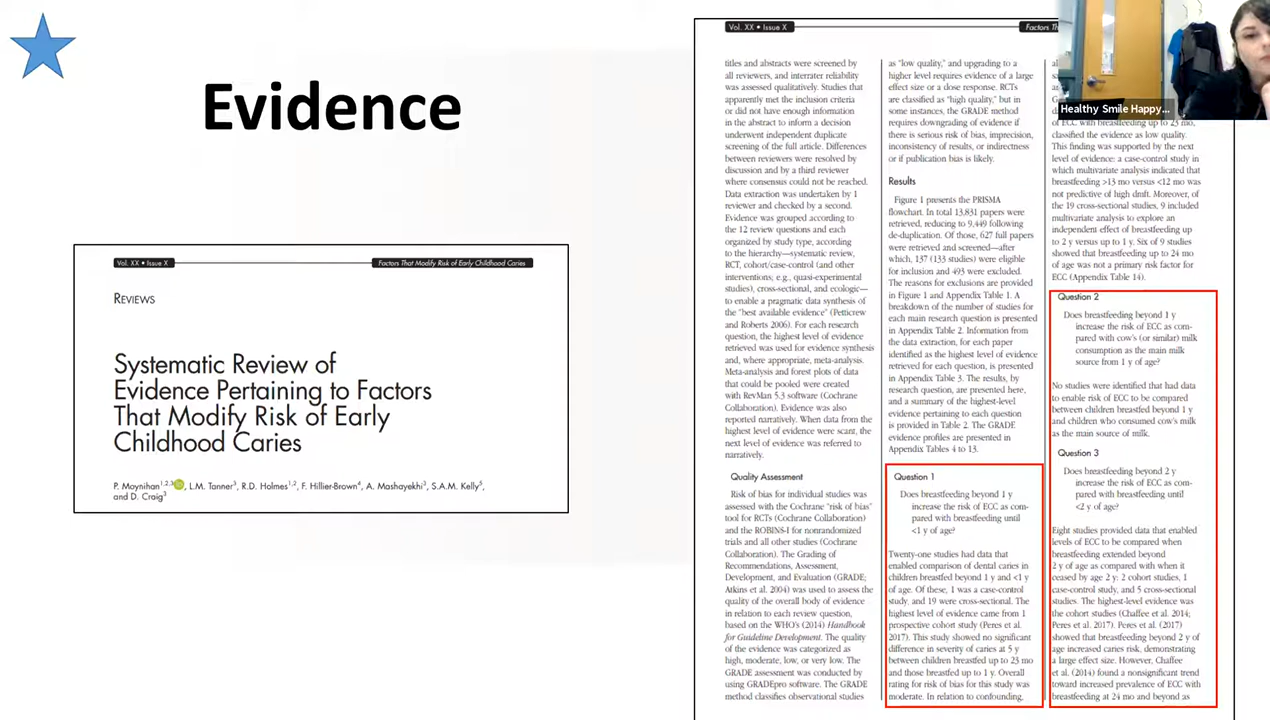 Evidence
Vol. XX • Issue X
Factors That Modify Risk of Early Childhood Caries
REVIEWS
Systematic Review of
Evidence Pertaining to Factors
That Modify Risk of Early
Childhood Caries
P. Moynihan1,2,3, L.M. Tanner3, R.D. Holmes1,2, F. Hillier-Brown4, A. Mashayekhi3, S.A.M. Kelly5,
and D. Craig3
Vol. XX • Issue X
Factors Th
titles and abstracts were screened by
all reviewers, and interrater reliability
was assessed qualitatively. Studies that
apparently met the inclusion criteria
or did not have enough information
in the abstract to inform a decision
underwent independent duplicate
screening of the full article. Differences
between reviewers were resolved by
discussion and by a third reviewer
where consensus could not be reached.
Data extraction was undertaken by 1
reviewer and checked by a second.
Evidence was grouped according to
the 12 review questions and each
organized by study type, according
to the hierarchy—systematic review,
RCT, cohort/case-control (and other
interventions; e.g., quasi-experimental
studies), cross-sectional, and ecologic—
to enable a pragmatic data synthesis of
the "best available evidence" (Petticrew
and Roberts 2006). For each research
question, the highest level of evidence
retrieved was used for evidence synthesis
and, where appropriate, meta-analysis.
Meta-analysis and forest plots of data
that could be pooled were created
with RevMan 5.3 software (Cochrane
Collaboration). Evidence was also
reported narratively. When data from the
highest level of evidence were scant, the
next level of evidence was referred to
narratively.
Quality Assessment
Risk of bias for individual studies was
assessed with the Cochrane "risk of bias"
tool for RCTs (Cochrane Collaboration)
and the ROBINS-I for nonrandomized
trials and all other studies (Cochrane
Collaboration). The Grading of
Recommendations, Assessment,
Development, and Evaluation (GRADE;
Atkins et al. 2004) was used to assess the
quality of the overall body of evidence
in relation to each review question,
based on the WHO's (2014) Handbook
for Guideline Development. The quality
of the evidence was categorized as
high, moderate, low, or very low. The
GRADE assessment was conducted by
using GRADEpro software. The GRADE
method classifies observational studies
as "low quality," and upgrading to a
higher level requires evidence of a large
effect size or a dose response. RCTs
are classified as "high quality," but in
some instances, the GRADE method
requires downgrading of evidence if
there is serious risk of bias, imprecision,
inconsistency of results, or indirectness
or if publication bias is likely.
Results
Figure 1 presents the PRISMA
flowchart. In total 13,831 papers were
retrieved, reducing to 9,449 following
de-duplication. Of those, 627 full papers
were retrieved and screened—after
which, 137 (133 studies) were eligible
for inclusion and 493 were excluded.
The reasons for exclusions are provided
in Figure 1 and Appendix Table 1. A
breakdown of the number of studies for
each main research question is presented
in Appendix Table 2. Information from
the data extraction, for each paper
identified as the highest level of evidence
retrieved for each question, is presented
in Appendix Table 3. The results, by
research question, are presented here,
and a summary of the highest-level
evidence pertaining to each question
is provided in Table 2. The GRADE
evidence profiles are presented in
Appendix Tables 4 to 13.
Question 1
Does breastfeeding beyond 1 y
increase the risk of ECC as com-
pared with breastfeeding until
<1 y of age?
Twenty-one studies had data that
enabled comparison of dental caries in
children breastfed beyond 1 y and <1 y
of age. Of these, 1 was a case-control
study, and 19 were cross-sectional. The
highest level of evidence came from 1
prospective cohort study (Peres et al.
2017). This study showed no significant
difference in severity of caries at 5 y
between children breastfed up to 23 mo
and those breastfed up to 1 y. Overall
rating for risk of bias for this study was
moderate. In relation to confounding,
Healthy Smile Happy...
of ECC with breastfeeding up to 23 mo,
classified the evidence as low quality.
This finding was supported by the next
level of evidence: a case-control study in
which multivariate analysis indicated that
breastfeeding >13 mo versus <12 mo was
not predictive of high dmft. Moreover, of
the 19 cross-sectional studies, 9 included
multivariate analysis to explore an
independent effect of breastfeeding up
to 2 y versus up to 1 y. Six of 9 studies
showed that breastfeeding up to 24 mo
of age was not a primary risk factor for
ECC (Appendix Table 14).
Question 2
Does breastfeeding beyond 1 y
increase the risk of ECC as com-
pared with cow's (or similar) milk
consumption as the main milk
source from 1 y of age?
No studies were identified that had data
to enable risk of ECC to be compared
between children breastfed beyond 1 y
and children who consumed cow's milk
as the main source of milk.
Question 3
Does breastfeeding beyond 2 y
increase the risk of ECC as com-
pared with breastfeeding until
<2 y of age?
Eight studies provided data that enabled
levels of ECC to be compared when
breastfeeding extended beyond
2 y of age as compared with when it
ceased by age 2 y: 2 cohort studies, 1
case-control study, and 5 cross-sectional
studies. The highest-level evidence was
the cohort studies (Chaffee et al. 2014;
Peres et al. 2017). Peres et al. (2017)
showed that breastfeeding beyond 2 y of
age increased caries risk, demonstrating
a large effect size. However, Chaffee
et al. (2014) found a nonsignificant trend
toward increased prevalence of ECC with
breastfeeding at 24 mo and beyond as